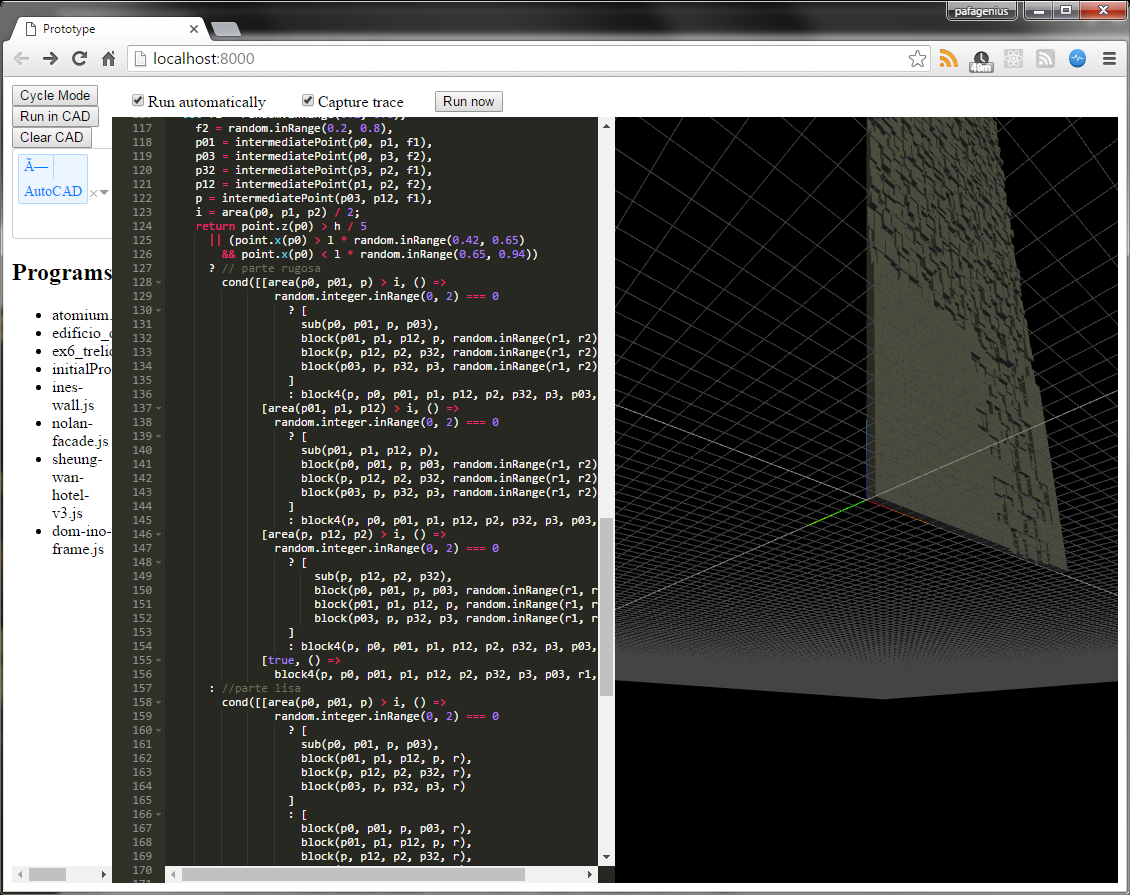 pafagenius
Prototype
localhost:8000
49m
Cycle Mode
Run in CAD
Clear CAD
Ã—
AutoCAD
Programs
atomium.
ex6_trelic
initialPro
ines-
wall.js
nolan-
facade.js
sheung-
wan-
hotel-
v3.js
dom-ino-
frame.js
Run automatically
Capture trace
Run now
117 f2 = random.inRange(0.2, 0.8),
118 p01 = intermediatePoint(p0, p1, f1),
119 p03 = intermediatePoint(p0, p3, f2),
120 p32 = intermediatePoint(p3, p2, f1),
121 p12 = intermediatePoint(p1, p2, f2),
122 p = intermediatePoint(p03, p12, f1),
123 i = area(p0, p1, p2) / 2;
124 return point.z(p0) > h / 5
125 || (point.x(p0) > l * random.inRange(0.42, 0.65)
126 && point.x(p0) < l * random.inRange(0.65, 0.94))
127 ? // parte rugosa
128 cond([[area(p0, p01, p) > i, () =>
129 random.integer.inRange(0, 2) === 0
130 ? [
131 sub(p0, p01, p, p03),
132 block(p01, p1, p12, p, random.inRange(r1, r2)
133 block(p, p12, p2, p32, random.inRange(r1, r2)
134 block(p03, p, p32, p3, random.inRange(r1, r2)
135 ]
136 : block4(p, p0, p01, p1, p12, p2, p32, p3, p03,
137 [area(p01, p1, p12) > i, () =>
138 random.integer.inRange(0, 2) === 0
139 ? [
140 sub(p01, p1, p12, p),
141 block(p0, p01, p, p03, random.inRange(r1, r2)
142 block(p, p12, p2, p32, random.inRange(r1, r2)
143 block(p03, p, p32, p3, random.inRange(r1, r2)
144 ]
145 : block4(p, p0, p01, p1, p12, p2, p32, p3, p03,
146 [area(p, p12, p2) > i, () =>
147 random.integer.inRange(0, 2) === 0
148 ? [
149 sub(p, p12, p2, p32),
150 block(p0, p01, p, p03, random.inRange(r1, r
151 block(p01, p1, p12, p, random.inRange(r1, r
152 block(p03, p, p32, p3, random.inRange(r1, r
153 ]
154 : block4(p, p0, p01, p1, p12, p2, p32, p3, p03,
155 [true, () =>
156 block4(p, p0, p01, p1, p12, p2, p32, p3, p03, r1,
157 : //parte lisa
158 cond([[area(p0, p01, p) > i, () =>
159 random.integer.inRange(0, 2) === 0
160 ? [
161 sub(p0, p01, p, p03),
162 block(p01, p1, p12, p, r),
163 block(p, p12, p2, p32, r),
164 block(p03, p, p32, p3, r)
165 ]
166 : [
167 block(p0, p01, p, p03, r),
168 block(p01, p1, p12, p, r),
169 block(p, p12, p2, p32, r),
170